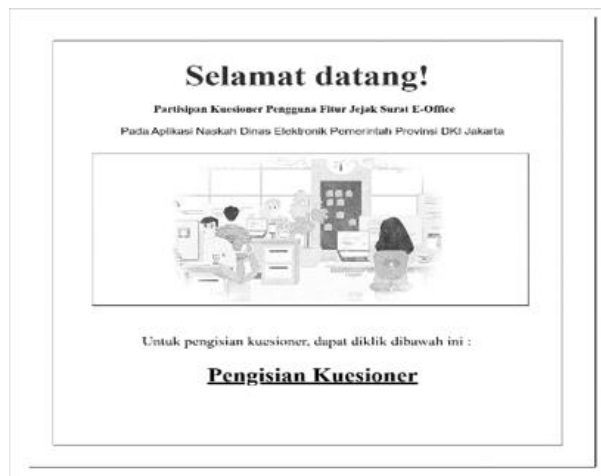 Selamat datang!
Partisipan Kuesioner Pengguna Fitur Jejak Surat E-Office
Pada Aplikasi Naskah Dinas Elektronik Pemerintah Provinsi DKI Jakarta
Untuk pengisian kuesioner, dapat diklik dibawah ini :
Pengisian Kuesioner